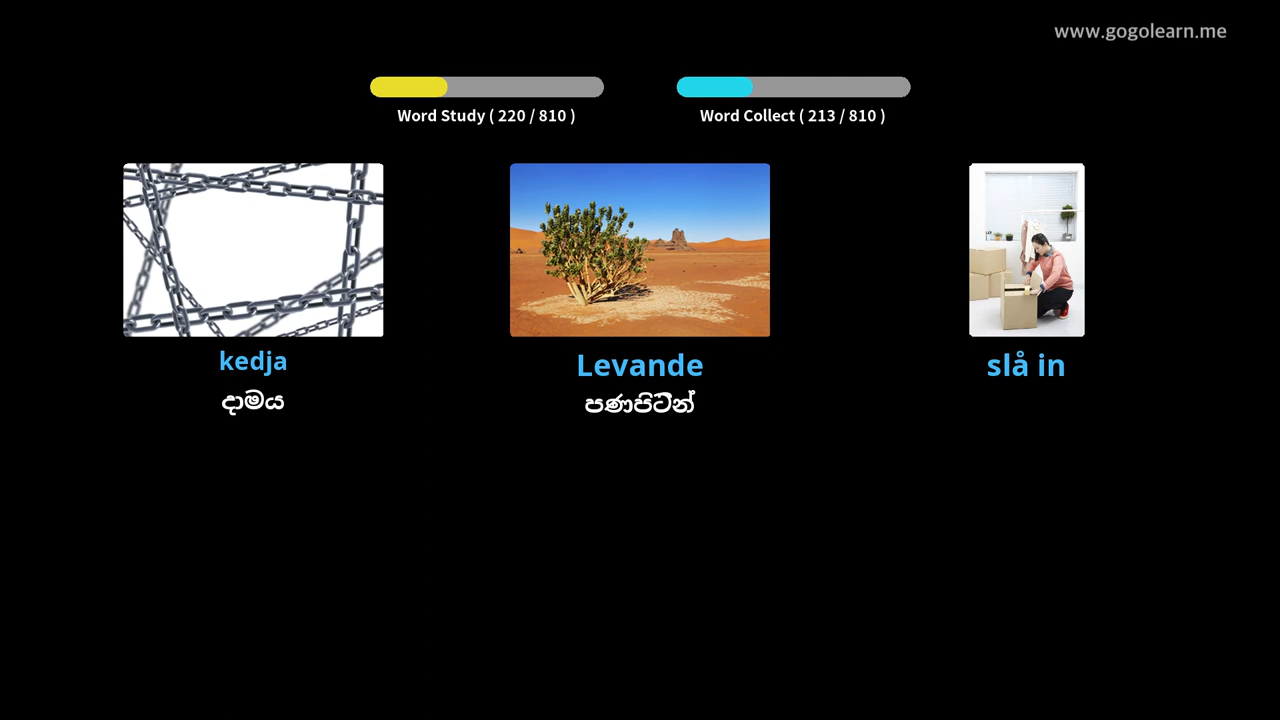 www.gogolearn.me
Word Study ( 220 / 810 )
Word Collect ( 213 / 810 )
kedja
Levande
slå in
දාමය
පණපිටින්